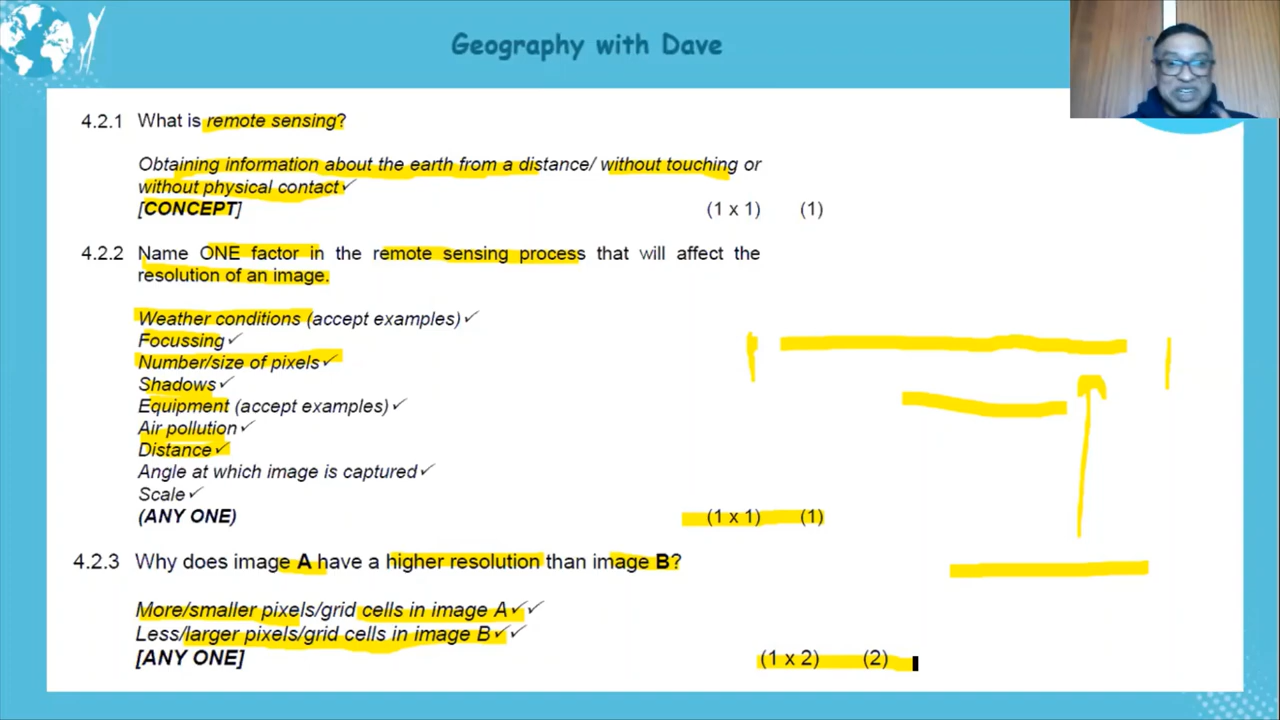 Geography with Dave
4.2.1 What is remote sensing?
Obtaining information about the earth from a distance/ without touching or
without physical contact✓
[CONCEPT] (1 x 1) (1)
4.2.2 Name ONE factor in the remote sensing process that will affect the
resolution of an image.
Weather conditions (accept examples)✓
Focussing✓
Number/size of pixels✓
Shadows✓
Equipment (accept examples)✓
Air pollution✓
Distance✓
Angle at which image is captured✓
Scale✓
(ANY ONE) (1 x 1) (1)
4.2.3 Why does image A have a higher resolution than image B?
More/smaller pixels/grid cells in image A✓✓
Less/larger pixels/grid cells in image B✓✓
[ANY ONE] (1 x 2) (2)